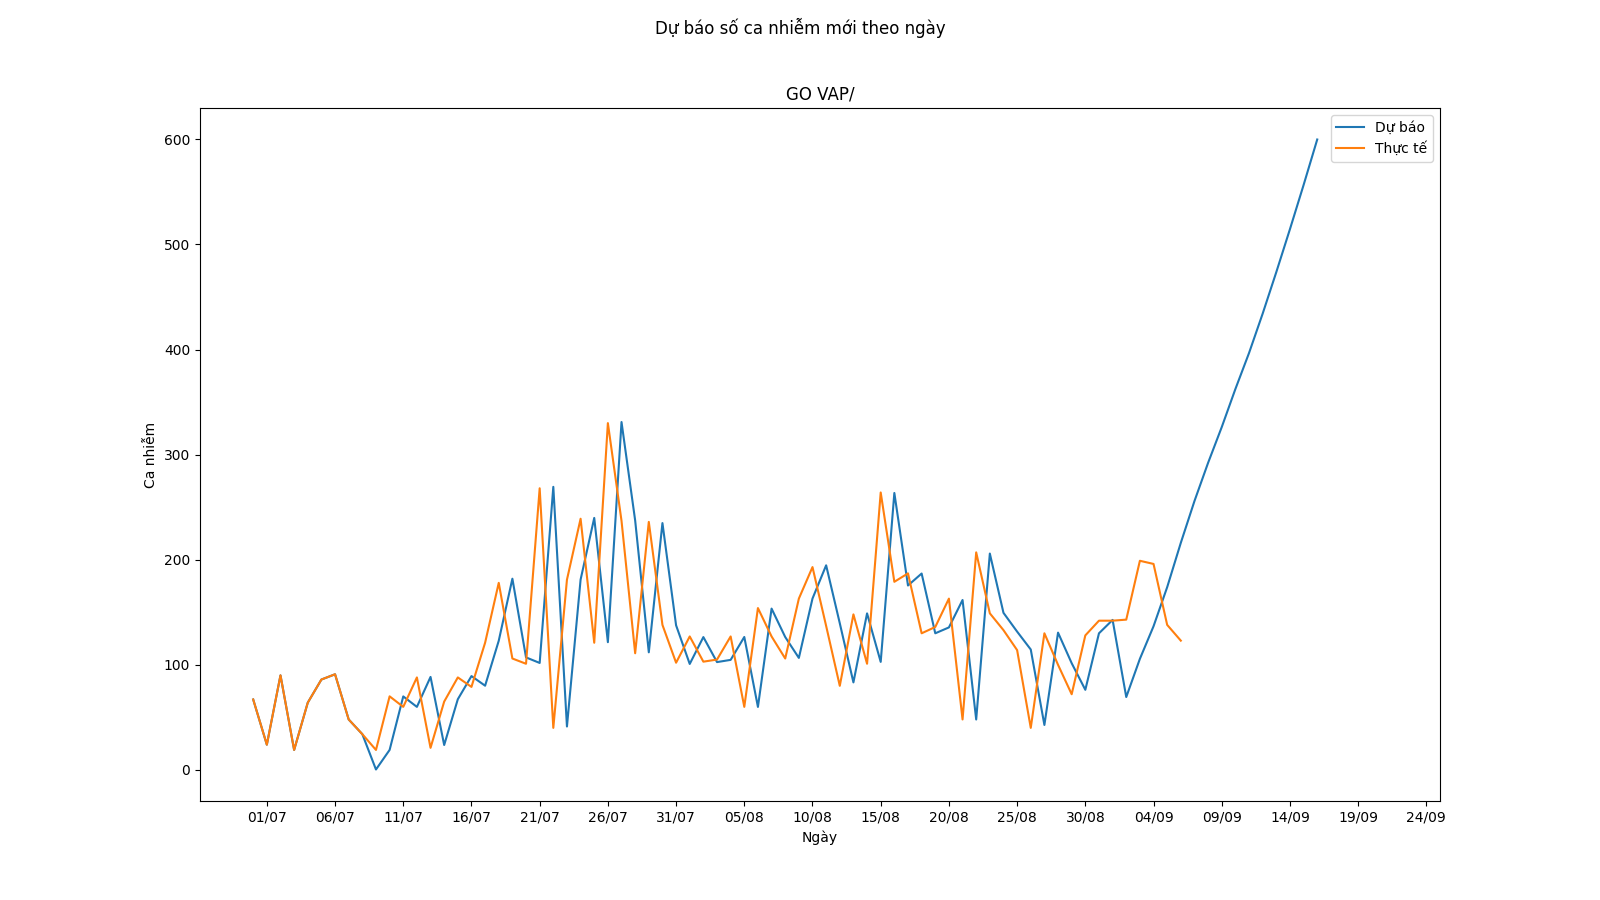 Dự báo số ca nhiễm mới theo ngày
GO VAP/
Dự báo
Thực tế
600
500
400
300
200
100
0
Ca nhiễm
01/07 06/07 11/07 16/07 21/07 26/07 31/07 05/08 10/08 15/08 20/08 25/08 30/08 04/09 09/09 14/09 19/09 24/09
Ngày